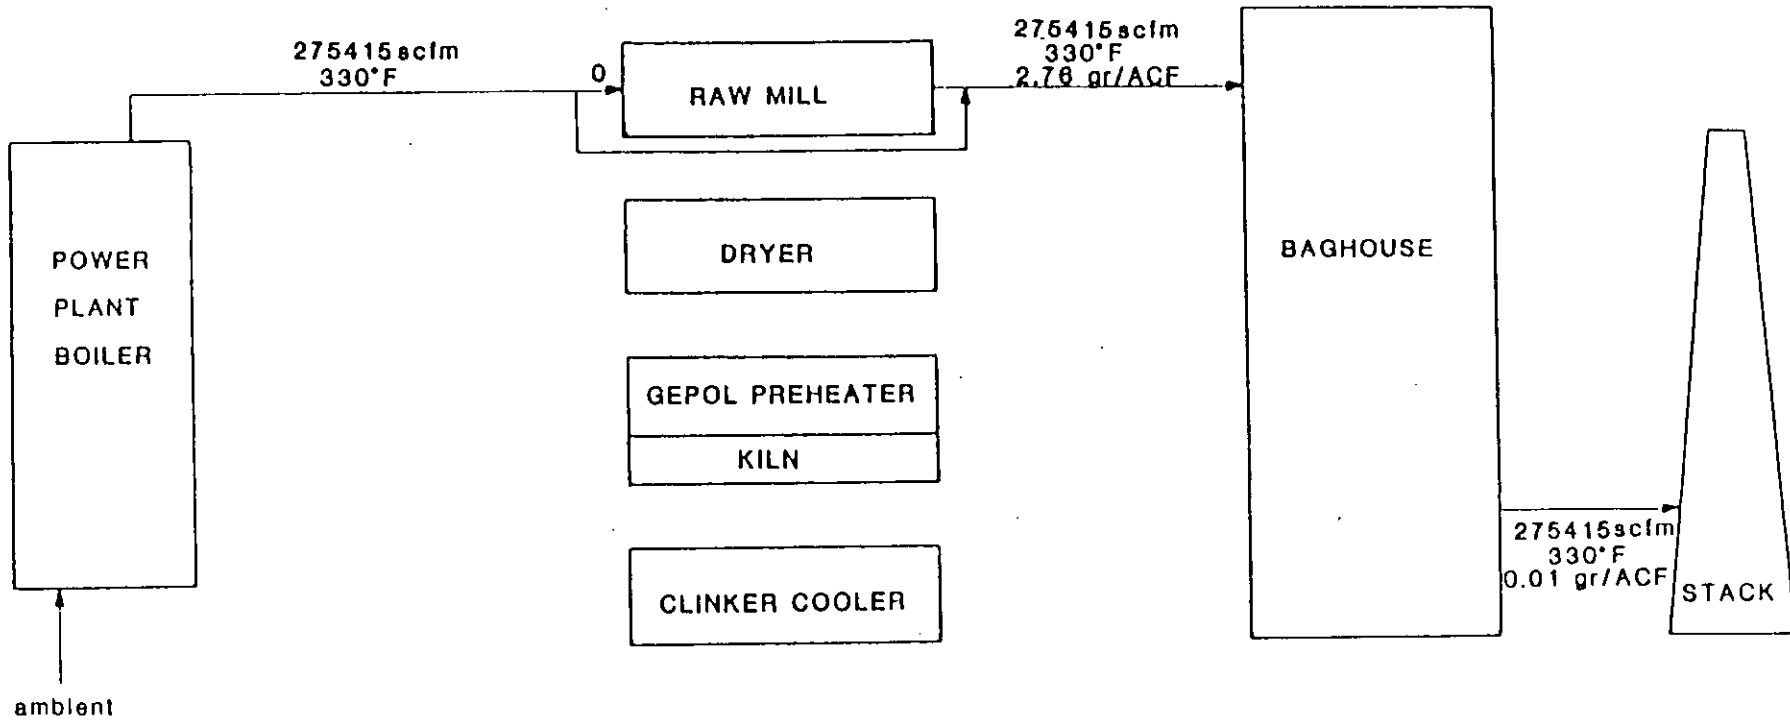 275415scfm
330°F
0
RAW MILL
275415scfm
330°F
2.76 gr/ACF
POWER
PLANT
BOILER
DRYER
BAGHOUSE
GEPOL PREHEATER
KILN
275415scfm
330°F
0.01 gr/ACF
CLINKER COOLER
STACK
ambient